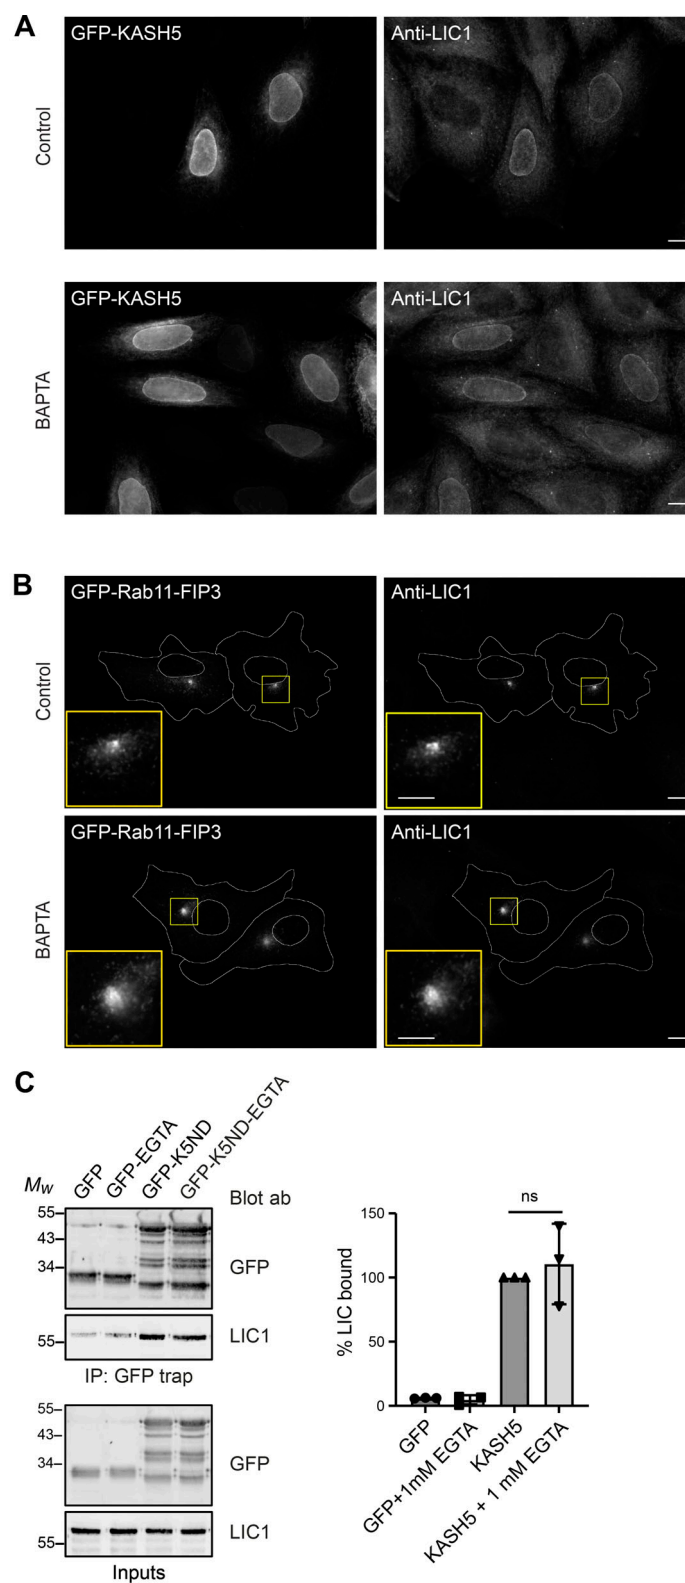 A
GFP-KASH5
Anti-LIC1
Control
GFP-KASH5
Anti-LIC1
BAPTA
B
GFP-Rab11-FIP3
Anti-LIC1
Control
GFP-Rab11-FIP3
Anti-LIC1
BAPTA
C
Mw
GFP
GFP-EGTA
GFP-K5ND
GFP-K5ND-EGTA
Blot ab
55
43
34
GFP
55
LIC1
IP: GFP trap
55
43
34
GFP
55
LIC1
Inputs
ns
150
100
50
0
% LIC bound
GFP
GFP+1mM EGTA
KASH5
KASH5 + 1 mM EGTA